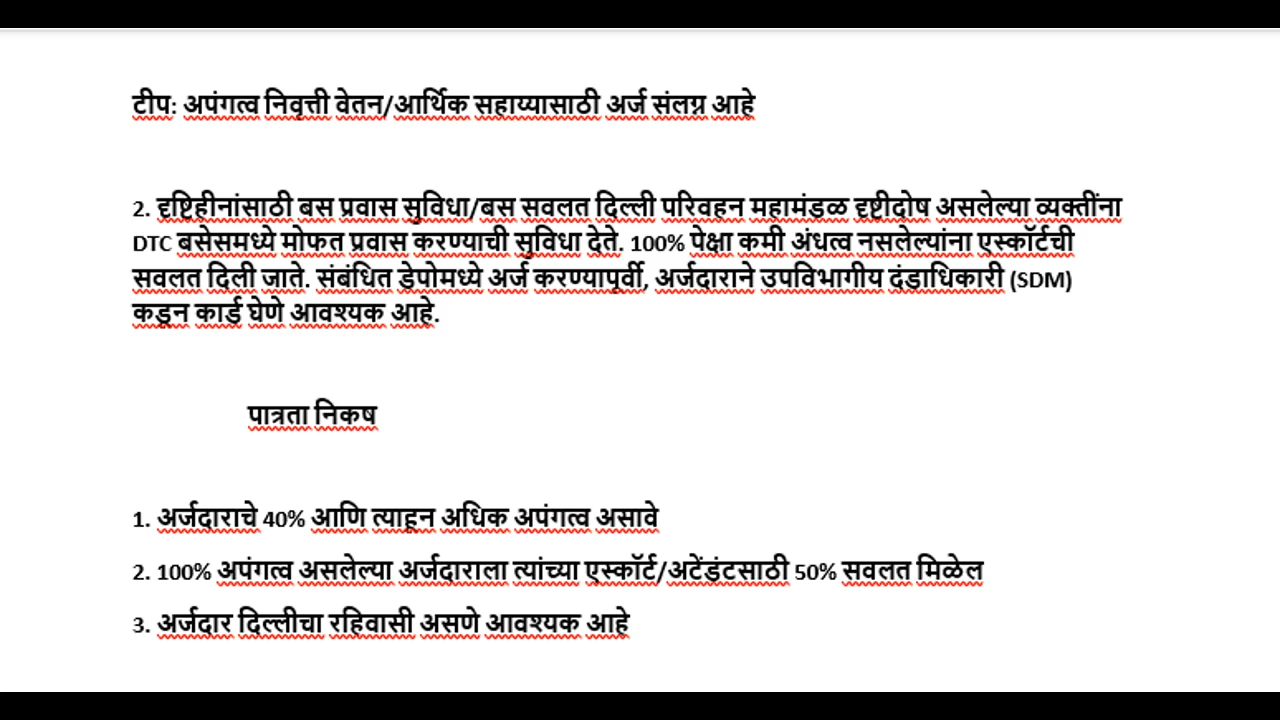 टीप: अपंगत्व निवृत्ती वेतन/आर्थिक सहाय्यासाठी अर्ज संलग्न आहे
2. दृष्टिहीनांसाठी बस प्रवास सुविधा/बस सवलत दिल्ली परिवहन महामंडळ दृष्टीदोष असलेल्या व्यक्तींना
DTC बसेसमध्ये मोफत प्रवास करण्याची सुविधा देते. 100% पेक्षा कमी अंधत्व नसलेल्यांना एस्कॉर्टची
सवलत दिली जाते. संबंधित डेपोमध्ये अर्ज करण्यापूर्वी, अर्जदाराने उपविभागीय दंडाधिकारी (SDM)
कडून कार्ड घेणे आवश्यक आहे.
पात्रता निकष
1. अर्जदाराचे 40% आणि त्याहून अधिक अपंगत्व असावे
2. 100% अपंगत्व असलेल्या अर्जदाराला त्यांच्या एस्कॉर्ट/अटेंडंटसाठी 50% सवलत मिळेल
3. अर्जदार दिल्लीचा रहिवासी असणे आवश्यक आहे